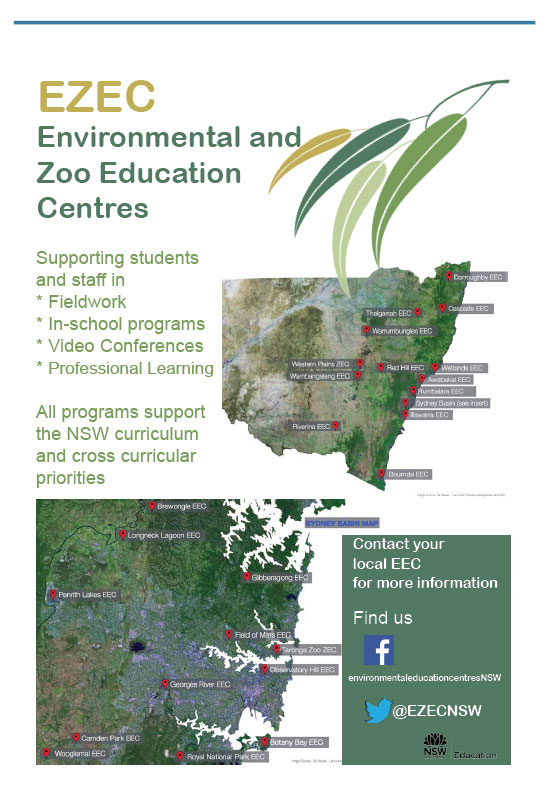 EZEC
Environmental and
Zoo Education
Centres
Supporting students
and staff in
* Fieldwork
* In-school programs
* Video Conferences
* Professional Learning
All programs support
the NSW curriculum
and cross curricular
priorities
Dorroughby EEC
Cascade EEC
Thalgarrah EEC
Warrumbungles EEC
Western Plains ZEC
Red Hill EEC
Wetlands EEC
Wambangalang EEC
Awabakal EEC
Rumbalara EEC
Sydney Basin (see insert)
Illawarra EEC
Riverina EEC
Bournda EEC
Brewongle EEC
SYDNEY BASIN MAP
Longneck Lagoon EEC
Gibberagong EEC
Penrith Lakes EEC
Field of Mars EEC
Taronga Zoo ZEC
Observatory Hill EEC
Georges River EEC
Camden Park EEC
Botany Bay EEC
Wooglemai EEC
Royal National Park EEC
Contact your
local EEC
for more information
Find us
environmentaleducationcentresNSW
@EZECNSW
NSW
Education